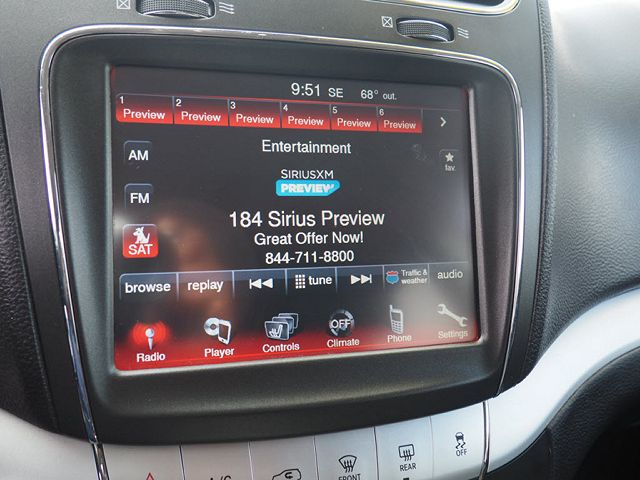 9:51 SE 68° out.
1 2 3 4 5 6
Preview Preview Preview Preview Preview Preview >
Entertainment
AM
fav.
SIRIUSXM
PREVIEW
FM
184 Sirius Preview
Great Offer Now!
SAT
844-711-8800
browse replay tune Traffic & weather audio
Radio Player Controls OFF Climate Phone Settings
A/C FRONT REAR OFF